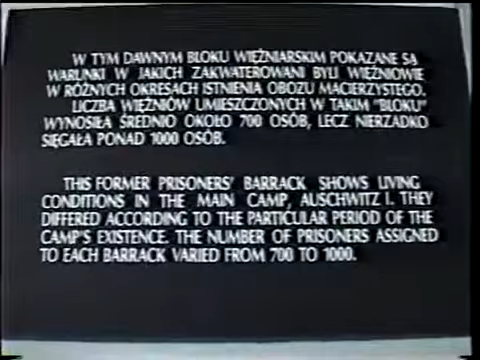 W TYM DAWNYM BLOKU WIĘŹNIARSKIM POKAZANE SĄ
WARUNKI W JAKICH ZAKWATEROWANI BYLI WIĘŹNIOWIE
W RÓŻNYCH OKRESACH ISTNIENIA OBOZU MACIERZYSTEGO.
LICZBA WIĘŹNIÓW UMIESZCZONYCH W TAKIM "BLOKU"
WYNOSIŁA ŚREDNIO OKOŁO 700 OSÓB, LECZ NIERZADKO
SIĘGAŁA PONAD 1000 OSÓB.
THIS FORMER PRISONERS' BARRACK SHOWS LIVING
CONDITIONS IN THE MAIN CAMP, AUSCHWITZ I. THEY
DIFFERED ACCORDING TO THE PARTICULAR PERIOD OF THE
CAMP'S EXISTENCE. THE NUMBER OF PRISONERS ASSIGNED
TO EACH BARRACK VARIED FROM 700 TO 1000.